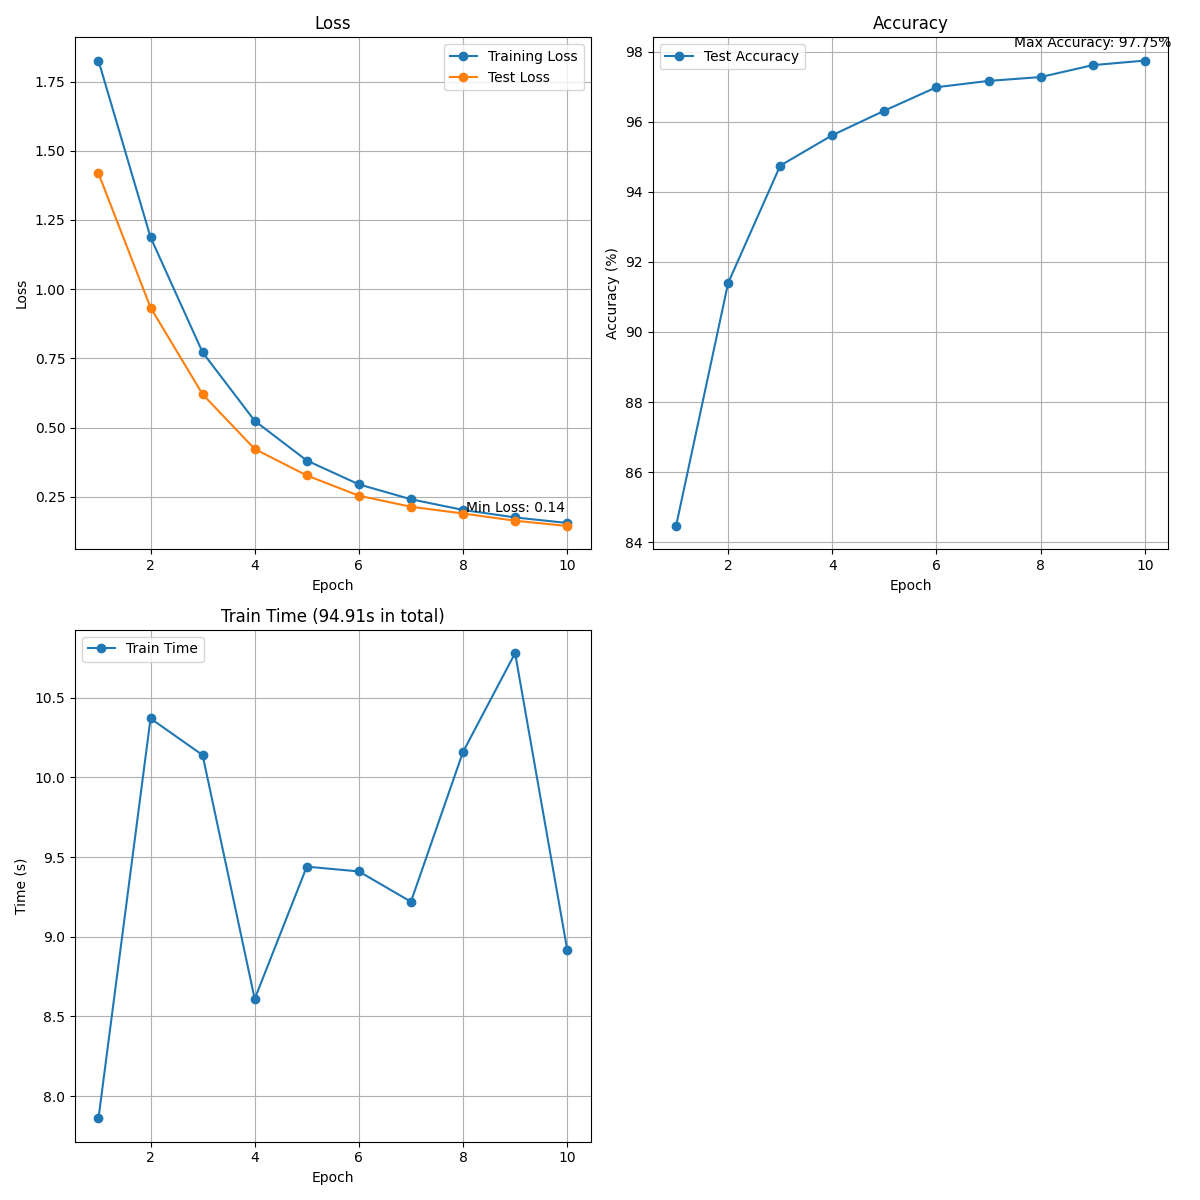 Loss
Training Loss
Test Loss
1.75
1.50
1.25
1.00
0.75
0.50
0.25
Loss
Min Loss: 0.14
2 4 6 8 10
Epoch
Accuracy
Max Accuracy: 97.75%
Test Accuracy
98
96
94
92
90
88
86
84
Accuracy (%)
2 4 6 8 10
Epoch
Train Time (94.91s in total)
Train Time
10.5
10.0
9.5
9.0
8.5
8.0
Time (s)
2 4 6 8 10
Epoch